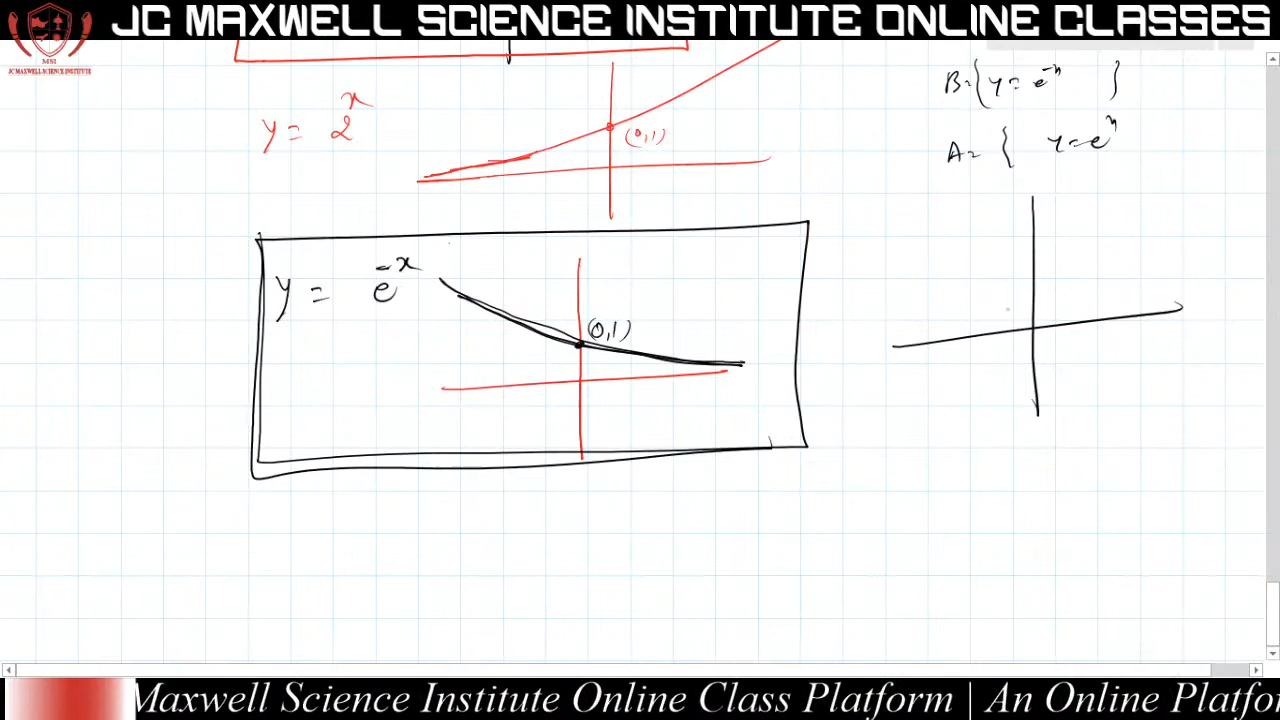 JC MAXWELL SCIENCE INSTITUTE ONLINE CLASSES
MSI
JC MAXWELL SCIENCE INSTITUTE
y = 2^x
(0,1)
B={y=e^-x }
A={ y=e^x
y = e^-x
(0,1)
Maxwell Science Institute Online Class Platform | An Online Platfo